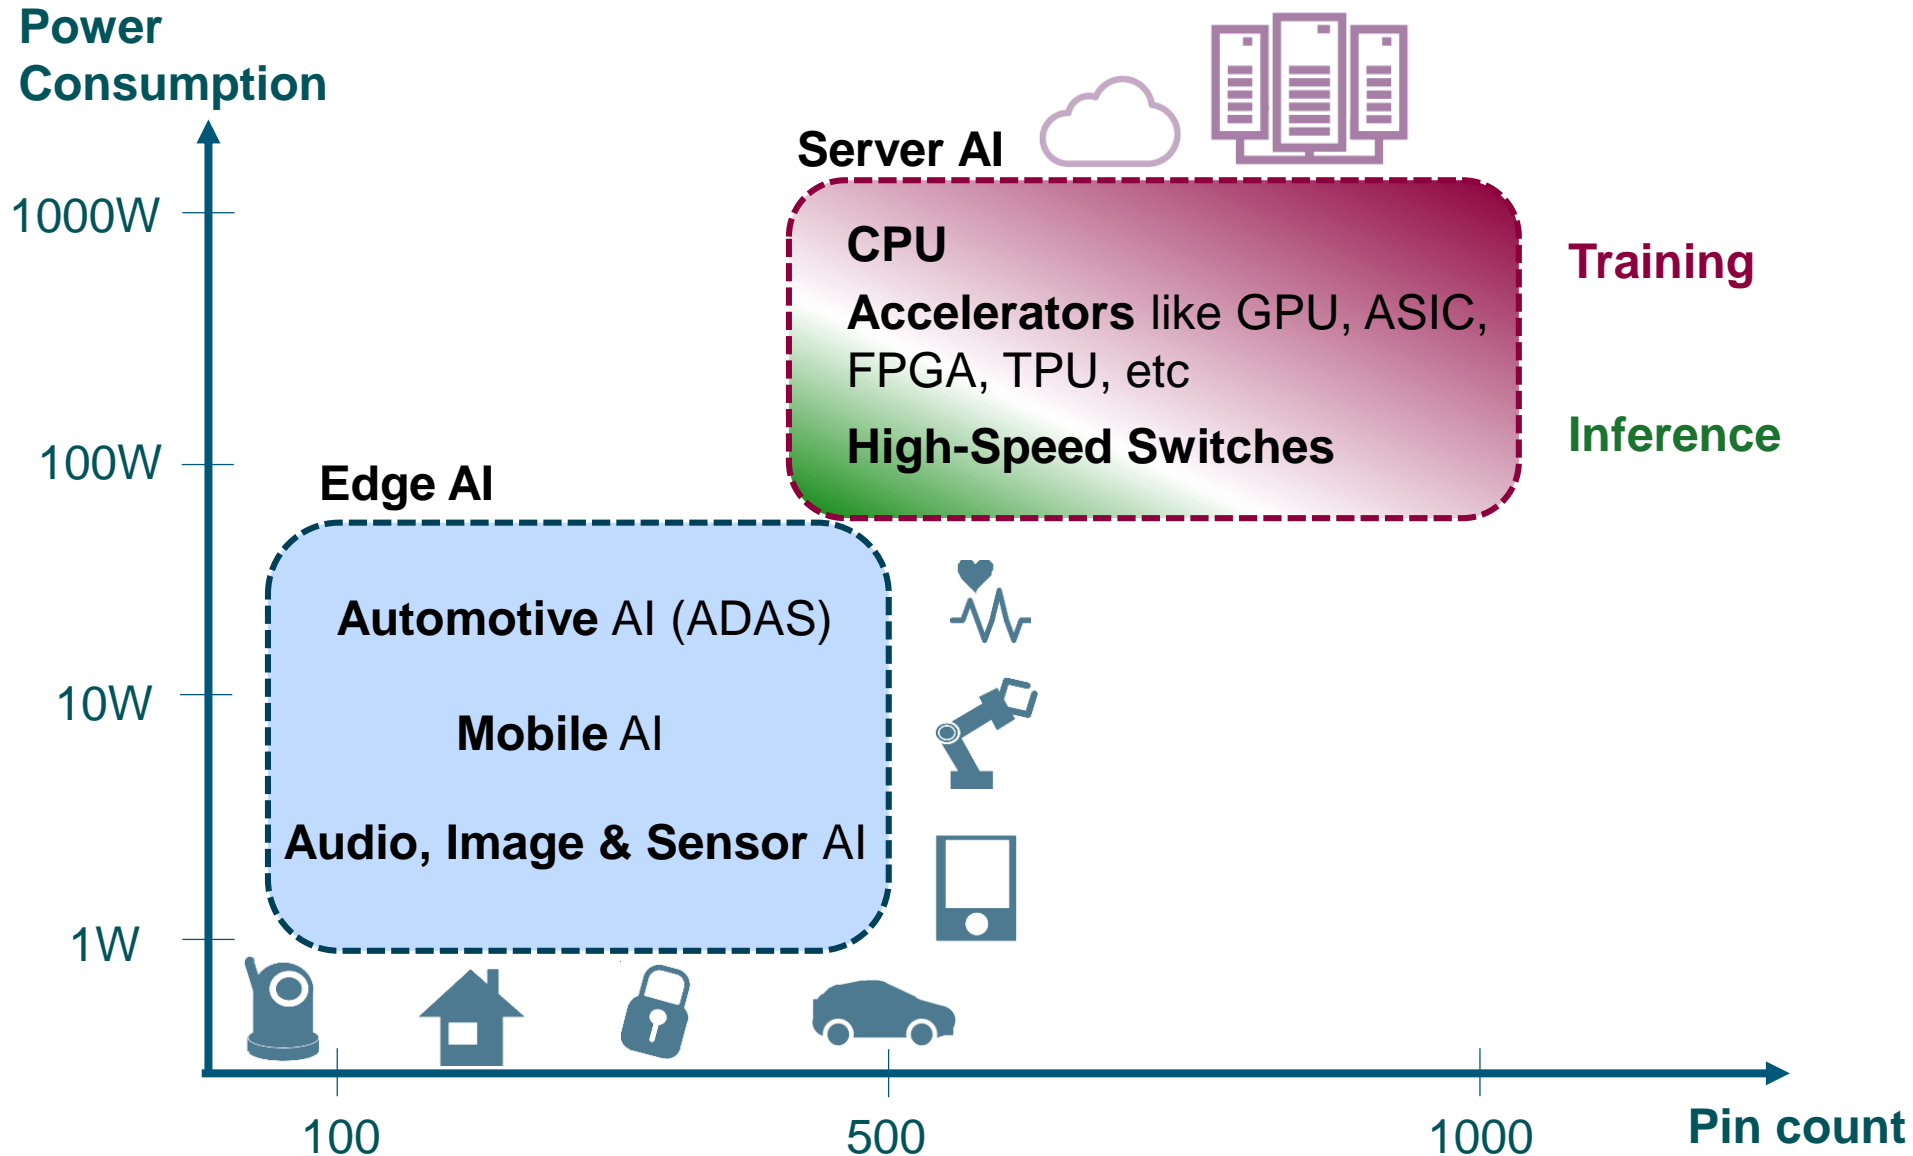 Power
Consumption
Server AI
1000W
CPU
Training
Accelerators like GPU, ASIC,
FPGA, TPU, etc
High-Speed Switches
Inference
100W
Edge AI
Automotive AI (ADAS)
10W
Mobile AI
Audio, Image & Sensor AI
1W
100
500
1000
Pin count